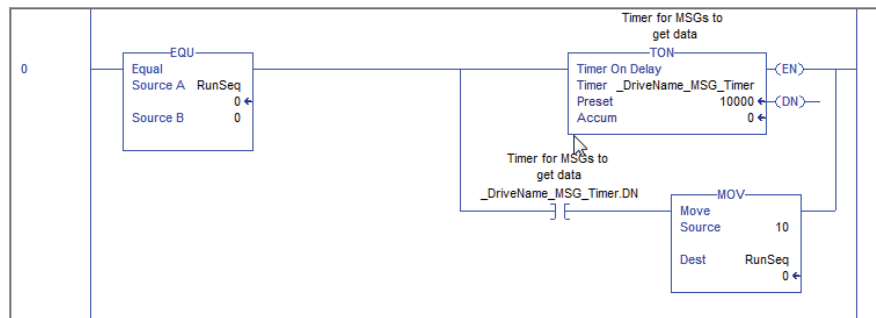 Timer for MSGs to
get data
EQU
TON
0
Equal
Timer On Delay
EN
Source A RunSeq
Timer _DriveName_MSG_Timer
0
Preset 10000
DN
Source B 0
Accum 0
Timer for MSGs to
get data
_DriveName_MSG_Timer.DN
MOV
Move
Source 10
Dest RunSeq
0